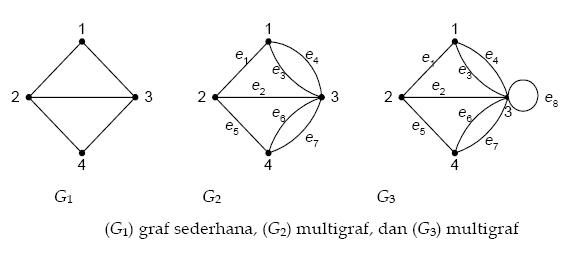 1 1 1
e1 e4 e1 e4
e3 e3
2 e2 3 2 e2 3 2 e2 3 e8
e5 e6 e5 e6
e7 e7
4 4 4
G1 G2 G3
(G1) graf sederhana, (G2) multigraf, dan (G3) multigraf